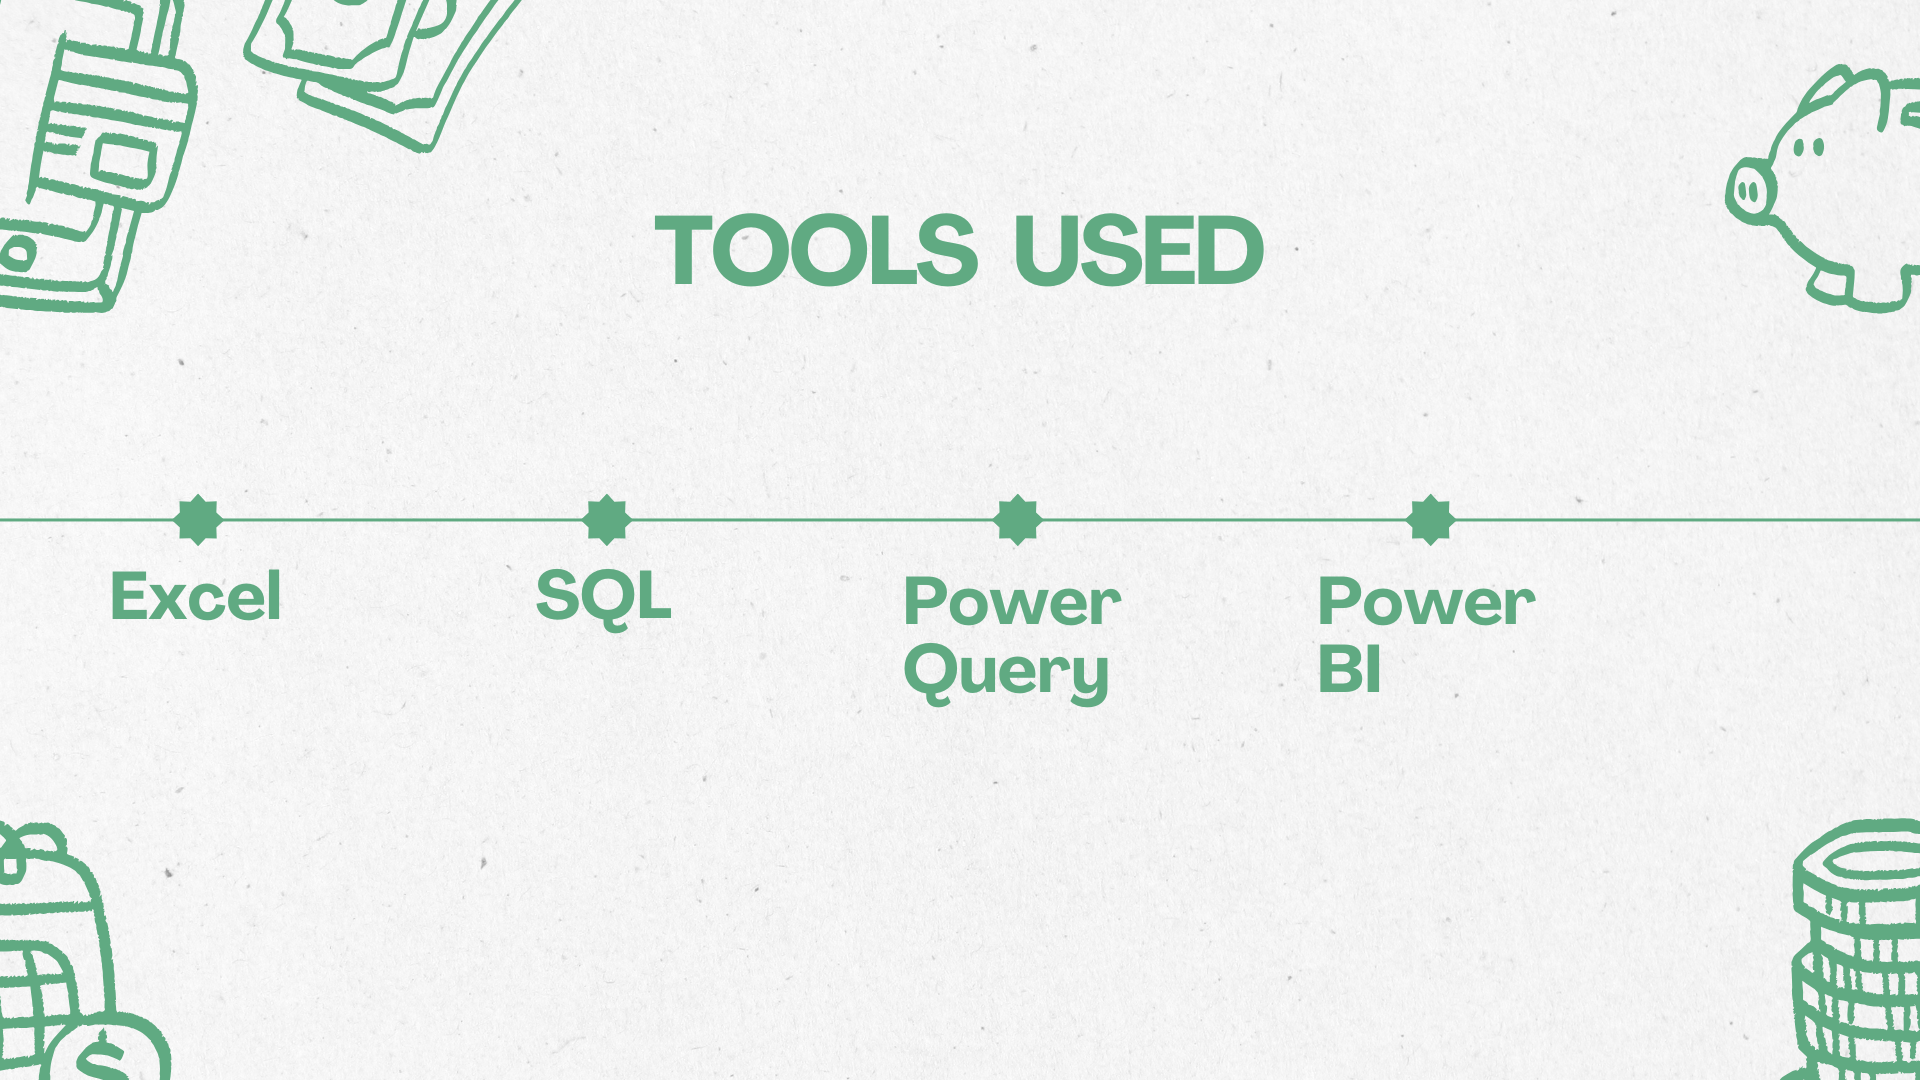 TOOLS USED
Excel
SQL
Power
Query
Power
BI
$